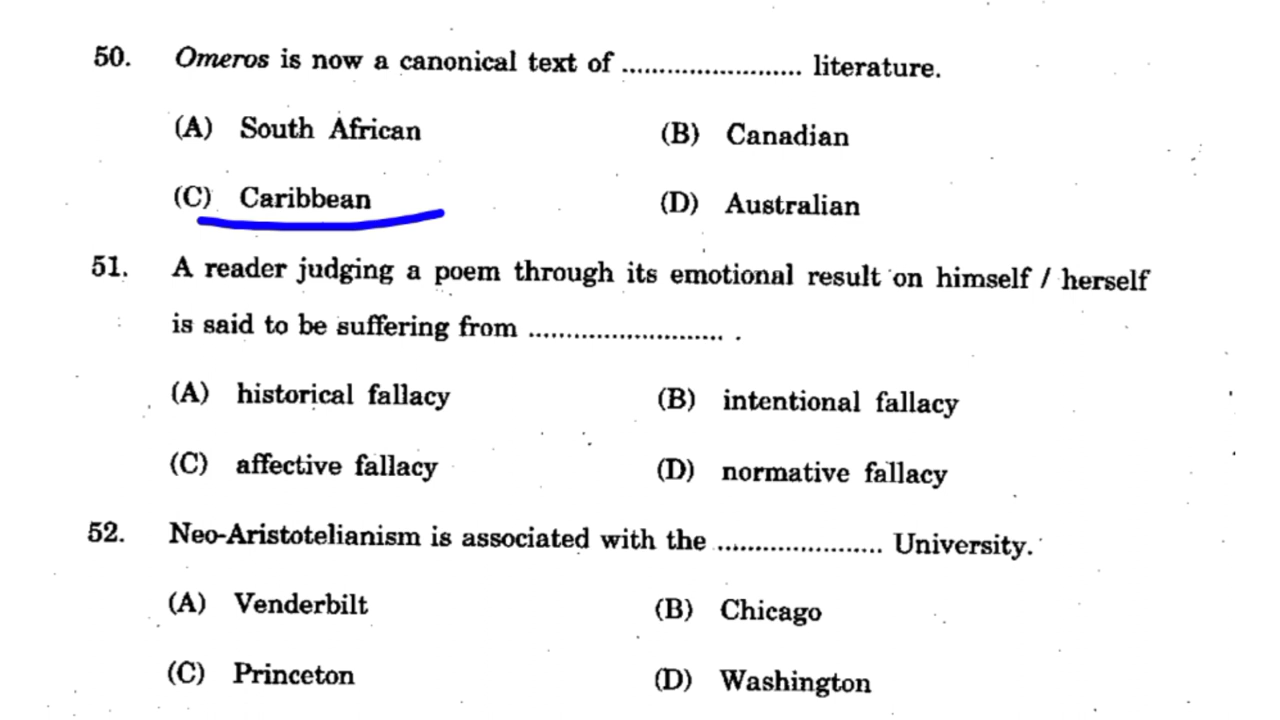 50. Omeros is now a canonical text of ........................ literature.
(A) South African (B) Canadian
(C) Caribbean (D) Australian
51. A reader judging a poem through its emotional result on himself / herself
is said to be suffering from .......................... .
(A) historical fallacy (B) intentional fallacy
(C) affective fallacy (D) normative fallacy
52. Neo-Aristotelianism is associated with the ...................... University.
(A) Venderbilt (B) Chicago
(C) Princeton (D) Washington